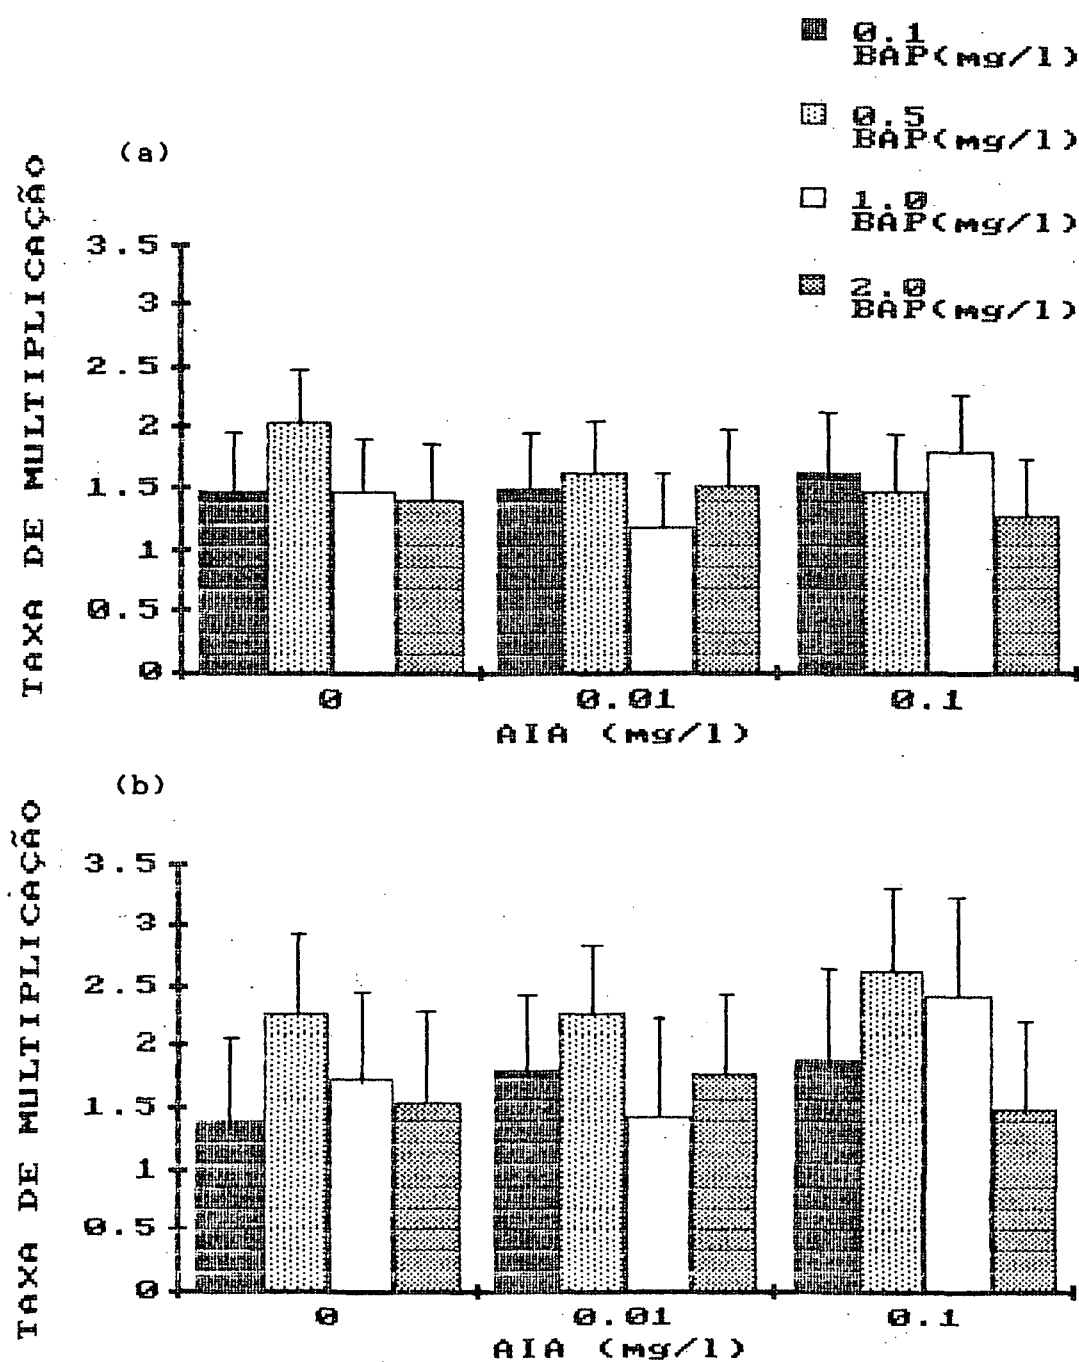 0.1
BAP(mg/l)
0.5
BAP(mg/l)
1.0
BAP(mg/l)
2.0
BAP(mg/l)
(a)
TAXA DE MULTIPLICAÇÃO
3.5
3
2.5
2
1.5
1
0.5
0
0 0.01 0.1
AIA (mg/l)
(b)
TAXA DE MULTIPLICAÇÃO
3.5
3
2.5
2
1.5
1
0.5
0
0 0.01 0.1
AIA (mg/l)